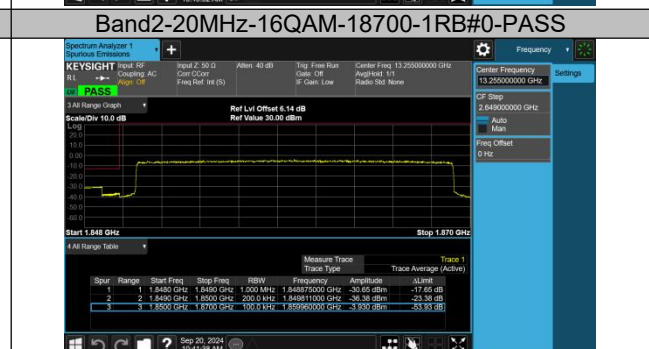 Band2-20MHz-16QAM-18700-1RB#0-PASS
Spectrum Analyzer 1
Spurious Emissions
Frequency
KEYSIGHT Input: RF Input Z: 50 Ω Atten: 40 dB Trig: Free Run Center Freq: 13.255000000 GHz
R L Coupling: AC Corr CCorr Gate: Off Avg|Hold: 1/1
Align: Off Freq Ref: Int (S) IF Gain: Low Radio Std: None
PASS
Center Frequency
13.255000000 GHz
Settings
CF Step
2.649000000 GHz
Auto
Man
Freq Offset
0 Hz
3 All Range Graph
Ref Lvl Offset 6.14 dB
Scale/Div 10.0 dB Ref Value 30.00 dBm
Log
20.0
10.0
0.00
-10.0
-20.0
-30.0
-40.0
-50.0
-60.0
Start 1.848 GHz Stop 1.870 GHz
4 All Range Table
Measure Trace Trace 1
Trace Type Trace Average (Active)
Spur Range Start Freq Stop Freq RBW Frequency Amplitude ΔLimit
1 1 1.8480 GHz 1.8490 GHz 1.000 MHz 1.848875000 GHz -30.65 dBm -17.65 dB
2 2 1.8490 GHz 1.8500 GHz 200.0 kHz 1.849811000 GHz -36.38 dBm -23.38 dB
3 3 1.8500 GHz 1.8700 GHz 100.0 kHz 1.859960000 GHz -3.930 dBm -53.93 dB
Sep 20, 2024